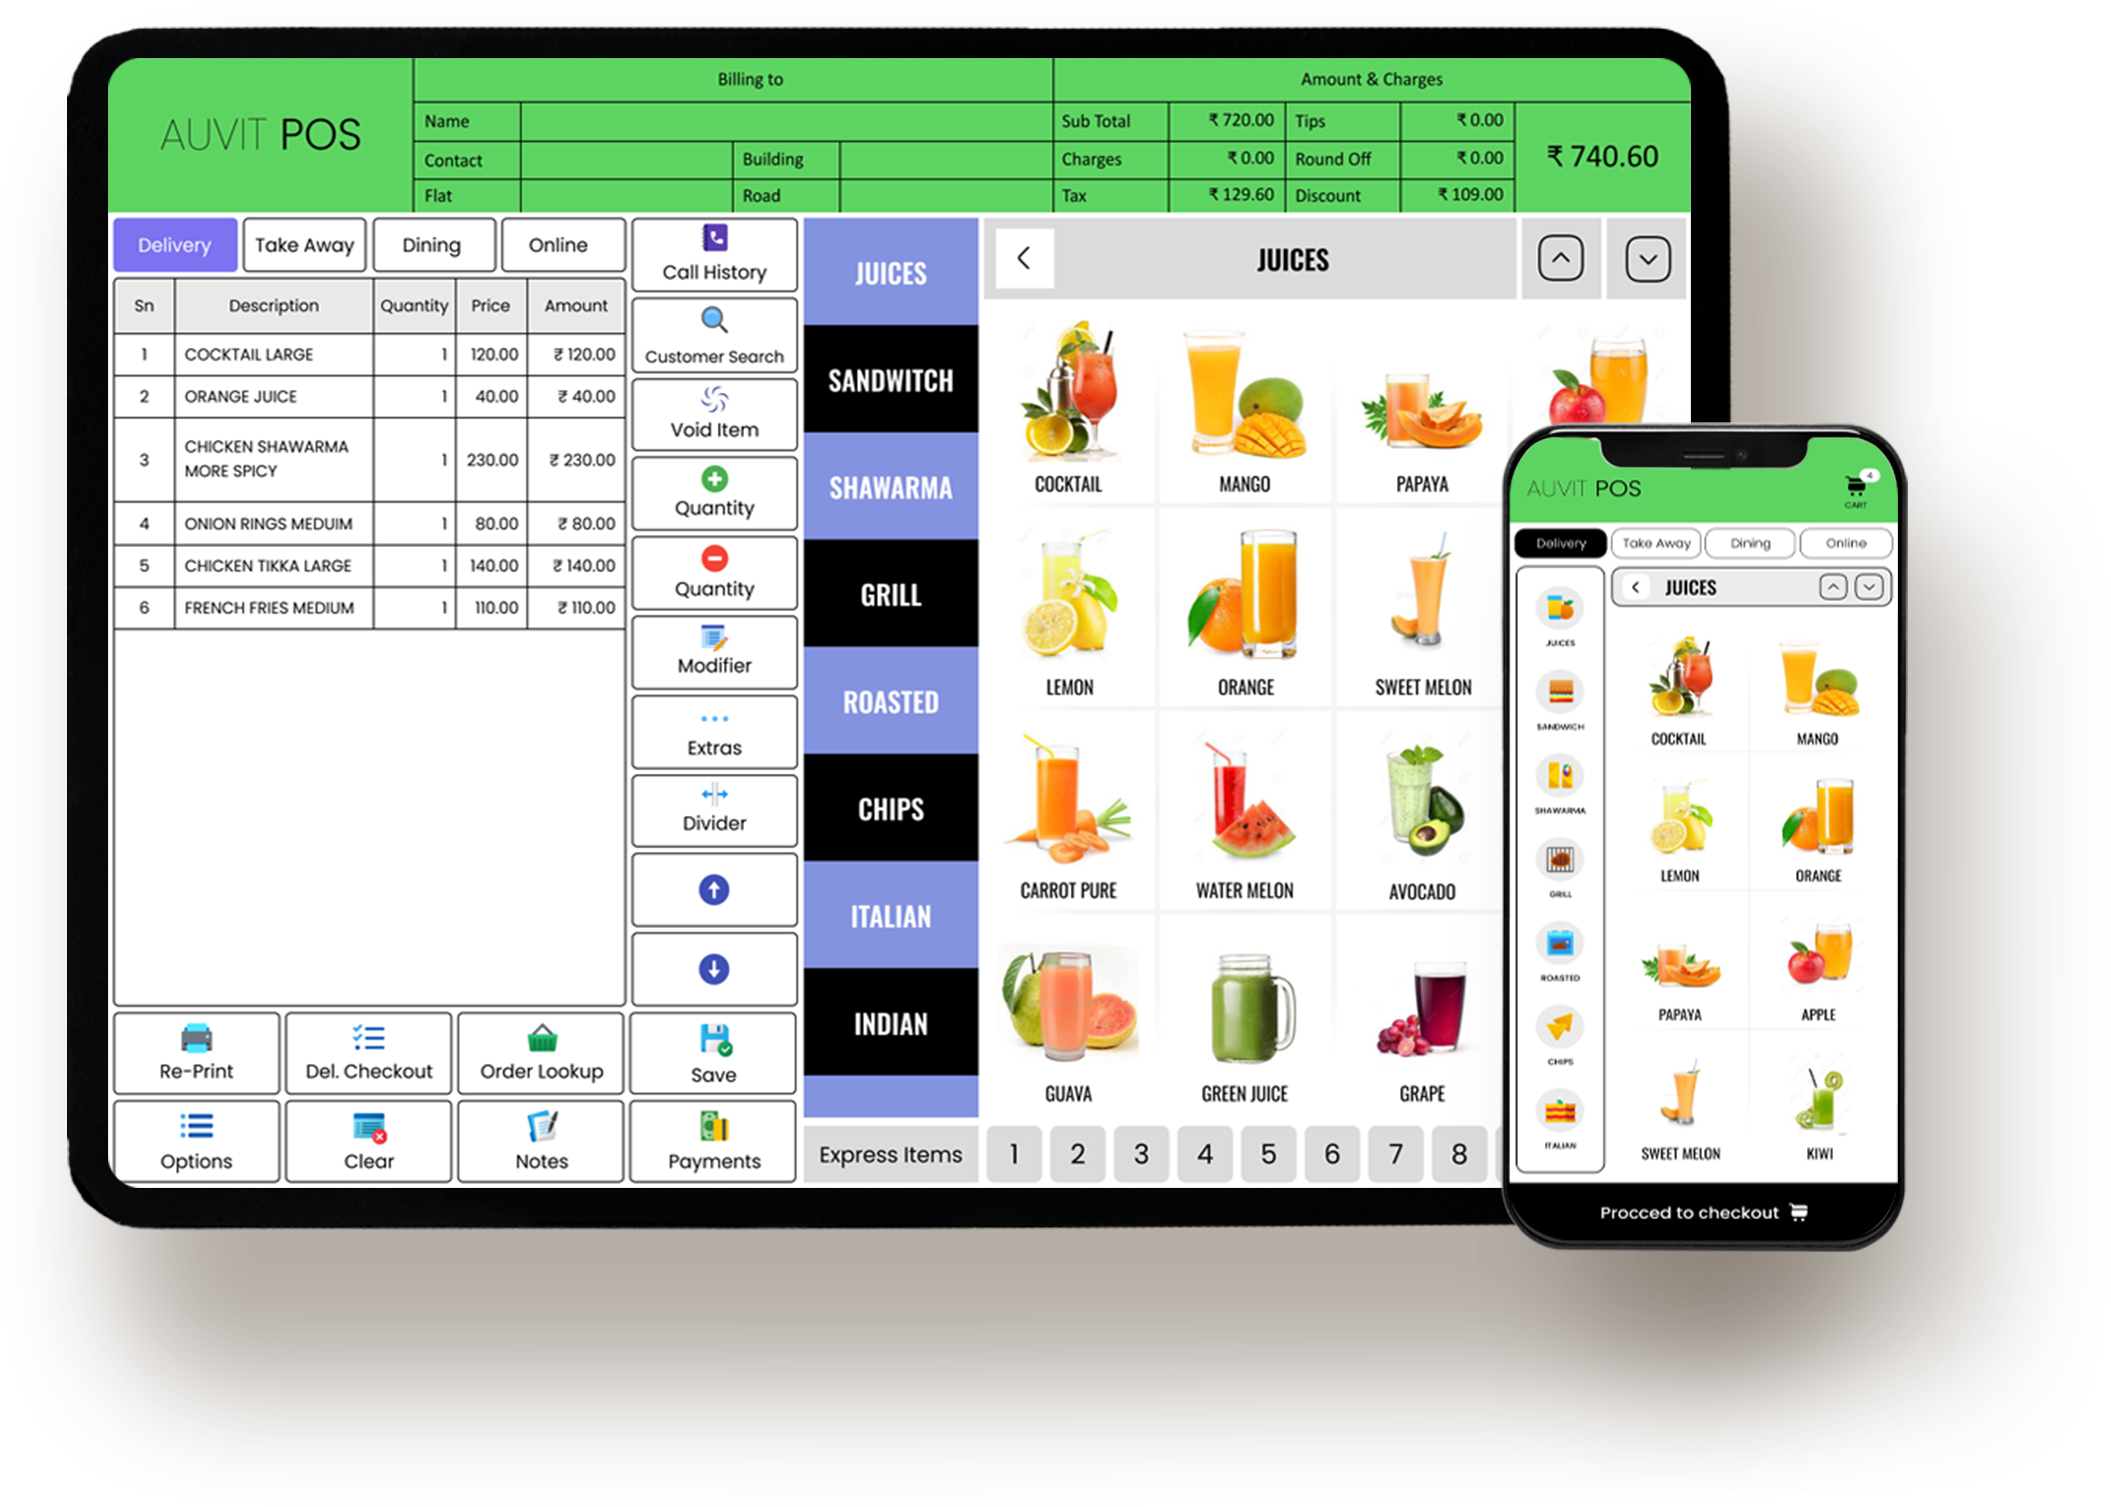 AUVIT POS
Billing to
Amount & Charges
Name
Sub Total ₹ 720.00 Tips ₹ 0.00
Contact Building
Charges ₹ 0.00 Round Off ₹ 0.00
₹ 740.60
Flat Road
Tax ₹ 129.60 Discount ₹ 109.00
Delivery Take Away Dining Online
Sn Description Quantity Price Amount
1 COCKTAIL LARGE 1 120.00 ₹ 120.00
2 ORANGE JUICE 1 40.00 ₹ 40.00
3 CHICKEN SHAWARMA
MORE SPICY 1 230.00 ₹ 230.00
4 ONION RINGS MEDUIM 1 80.00 ₹ 80.00
5 CHICKEN TIKKA LARGE 1 140.00 ₹ 140.00
6 FRENCH FRIES MEDIUM 1 110.00 ₹ 110.00
Call History
Customer Search
Void Item
Quantity
Quantity
Modifier
Extras
Divider
Re-Print Del. Checkout Order Lookup Save
Options Clear Notes Payments
JUICES
SANDWITCH
SHAWARMA
GRILL
ROASTED
CHIPS
ITALIAN
INDIAN
JUICES
COCKTAIL MANGO PAPAYA
LEMON ORANGE SWEET MELON
CARROT PURE WATER MELON AVOCADO
GUAVA GREEN JUICE GRAPE
Express Items 1 2 3 4 5 6 7 8
AUVIT POS
4
CART
Delivery Take Away Dining Online
JUICES
SANDWICH
SHAWARMA
GRILL
ROASTED
CHIPS
ITALIAN
JUICES
COCKTAIL MANGO
LEMON ORANGE
PAPAYA APPLE
SWEET MELON KIWI
Procced to checkout